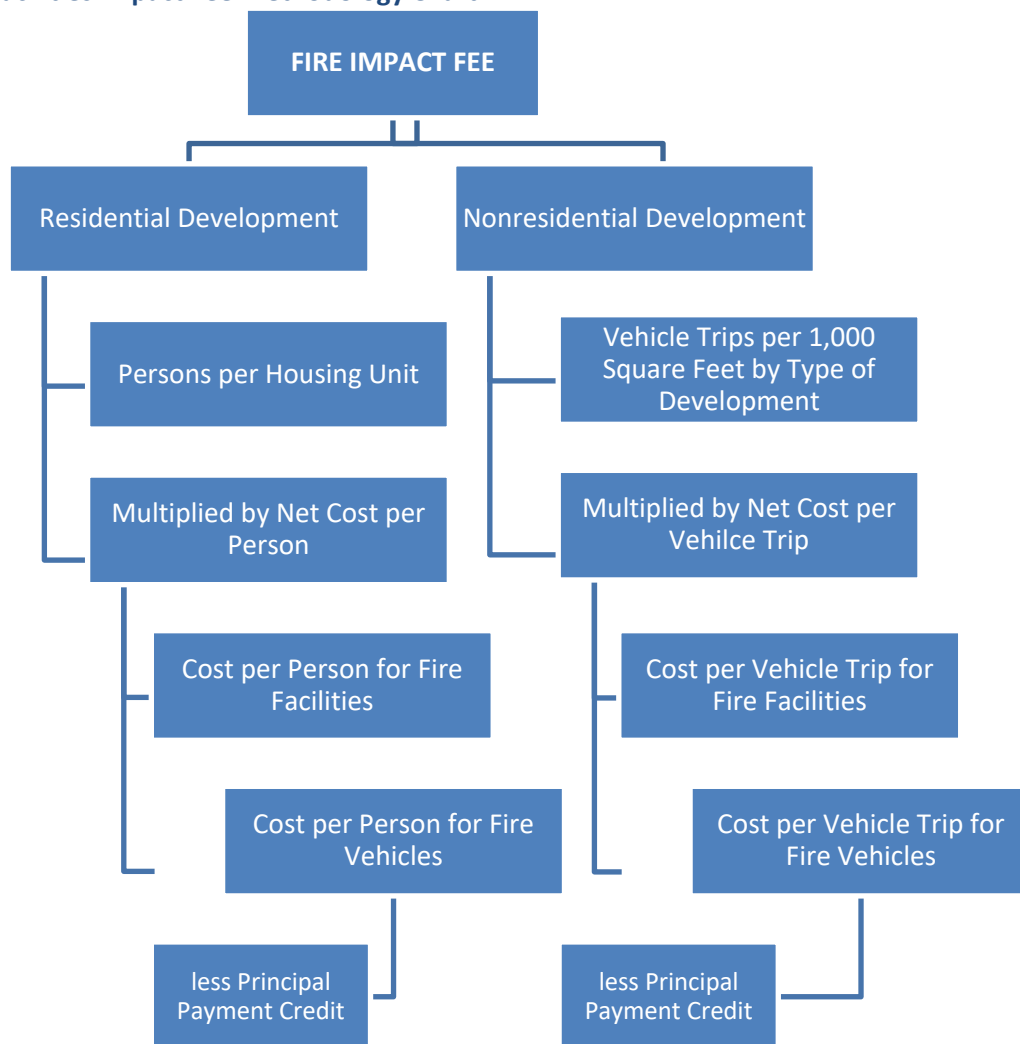 FIRE IMPACT FEE
Residential Development
Nonresidential Development
Persons per Housing Unit
Vehicle Trips per 1,000
Square Feet by Type of
Development
Multiplied by Net Cost per
Person
Multiplied by Net Cost per
Vehilce Trip
Cost per Person for Fire
Facilities
Cost per Vehicle Trip for
Fire Facilities
Cost per Person for Fire
Vehicles
Cost per Vehicle Trip for
Fire Vehicles
less Principal
Payment Credit
less Principal
Payment Credit